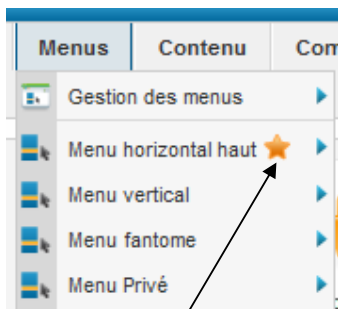 Menus Contenu
Gestion des menus
Menu horizontal haut
Menu vertical
Menu fantome
Menu Privé